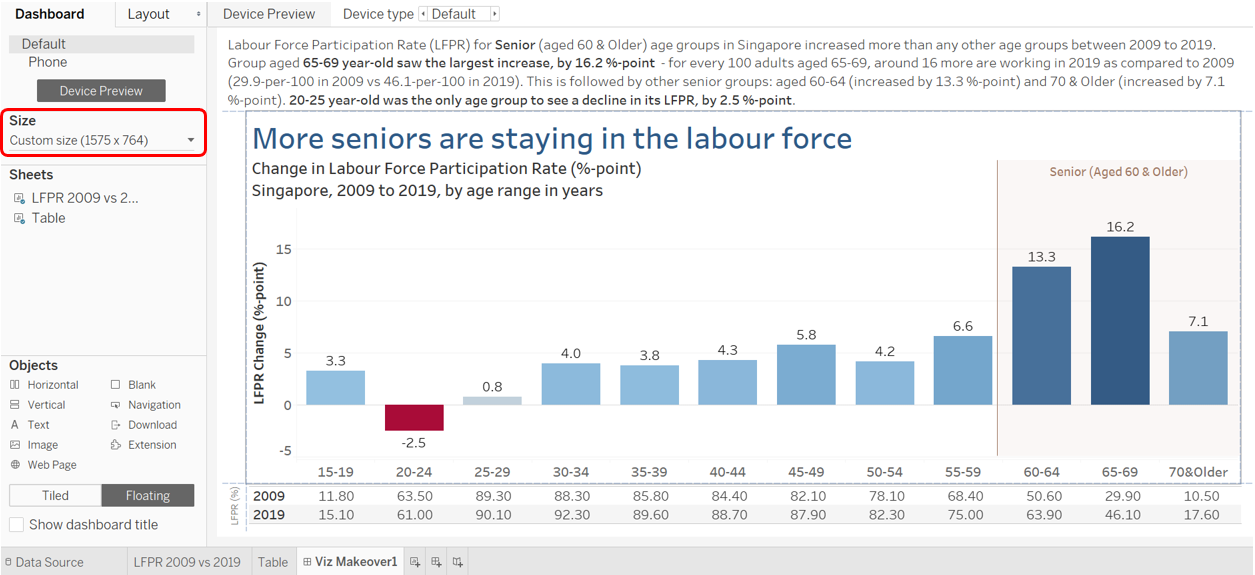 Dashboard Layout Device Preview Device type Default
Default
Phone
Device Preview
Size
Custom size (1575 x 764)
Sheets
LFPR 2009 vs 2...
Table
Objects
Horizontal Blank
Vertical Navigation
Text Download
Image Extension
Web Page
Tiled Floating
Show dashboard title
Labour Force Participation Rate (LFPR) for Senior (aged 60 & Older) age groups in Singapore increased more than any other age groups between 2009 to 2019.
Group aged 65-69 year-old saw the largest increase, by 16.2 %-point - for every 100 adults aged 65-69, around 16 more are working in 2019 as compared to 2009
(29.9-per-100 in 2009 vs 46.1-per-100 in 2019). This is followed by other senior groups: aged 60-64 (increased by 13.3 %-point) and 70 & Older (increased by 7.1
%-point). 20-25 year-old was the only age group to see a decline in its LFPR, by 2.5 %-point.
More seniors are staying in the labour force
Change in Labour Force Participation Rate (%-point)
Singapore, 2009 to 2019, by age range in years
Senior (Aged 60 & Older)
LFPR Change (%-point)
15
10
5
0
-5
3.3 -2.5 0.8 4.0 3.8 4.3 5.8 4.2 6.6 13.3 16.2 7.1
15-19 20-24 25-29 30-34 35-39 40-44 45-49 50-54 55-59 60-64 65-69 70&Older
LFPR (%)
2009 11.80 63.50 89.30 88.30 85.80 84.40 82.10 78.10 68.40 50.60 29.90 10.50
2019 15.10 61.00 90.10 92.30 89.60 88.70 87.90 82.30 75.00 63.90 46.10 17.60
Data Source LFPR 2009 vs 2019 Table Viz Makeover1